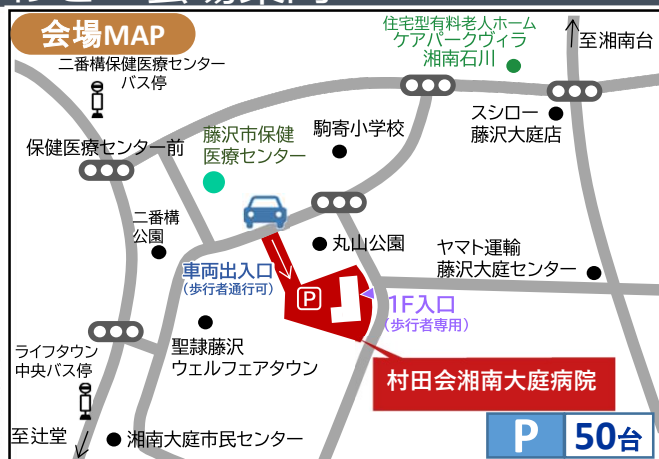 会場MAP
住宅型有料老人ホーム
ケアパークヴィラ
湘南石川
至湘南台
二番構保健医療センター
バス停
スシロー
藤沢大庭店
駒寄小学校
藤沢市保健
医療センター
保健医療センター前
二番構
公園
丸山公園
ヤマト運輸
藤沢大庭センター
車両出入口
（歩行者通行可）
P
1F入口
（歩行者専用）
ライフタウン
中央バス停
聖隷藤沢
ウェルフェアタウン
村田会湘南大庭病院
至辻堂
湘南大庭市民センター
P 50台